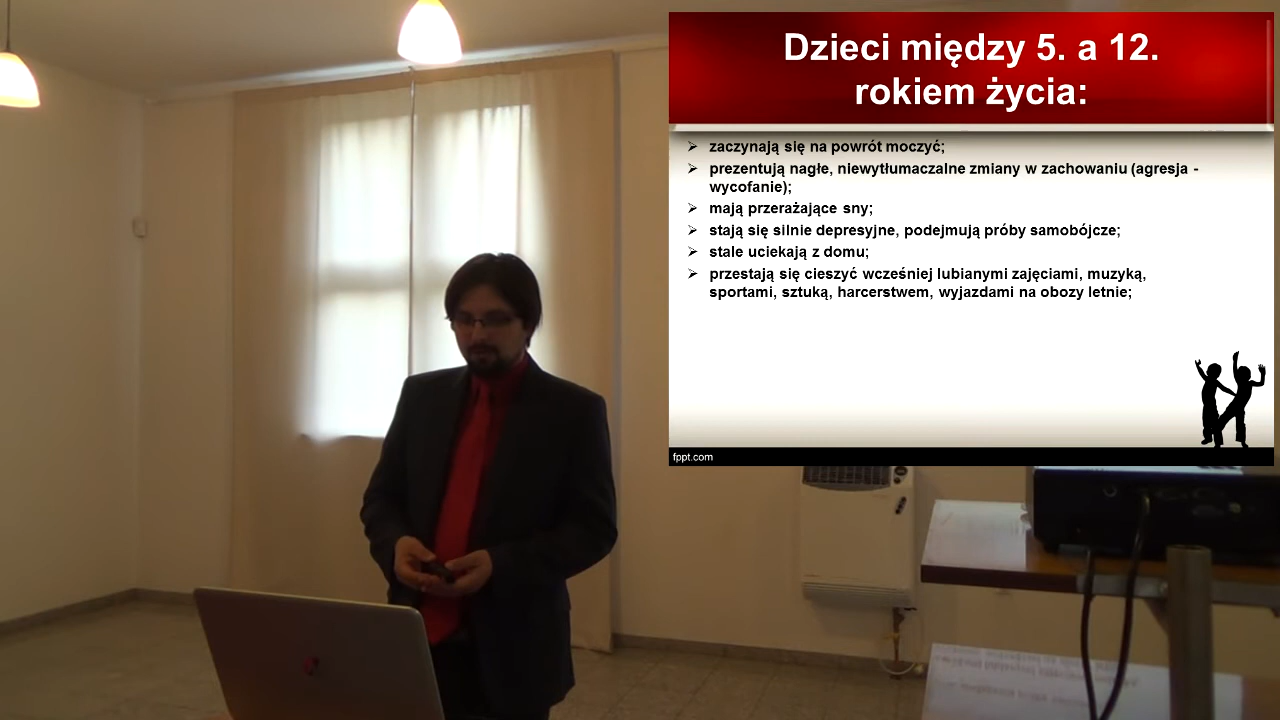 Dzieci między 5. a 12.
rokiem życia:
➢ zaczynają się na powrót moczyć;
➢ prezentują nagłe, niewytłumaczalne zmiany w zachowaniu (agresja -
wycofanie);
➢ mają przerażające sny;
➢ stają się silnie depresyjne, podejmują próby samobójcze;
➢ stale uciekają z domu;
➢ przestają się cieszyć wcześniej lubianymi zajęciami, muzyką,
sportami, sztuką, harcerstwem, wyjazdami na obozy letnie;
fppt.com